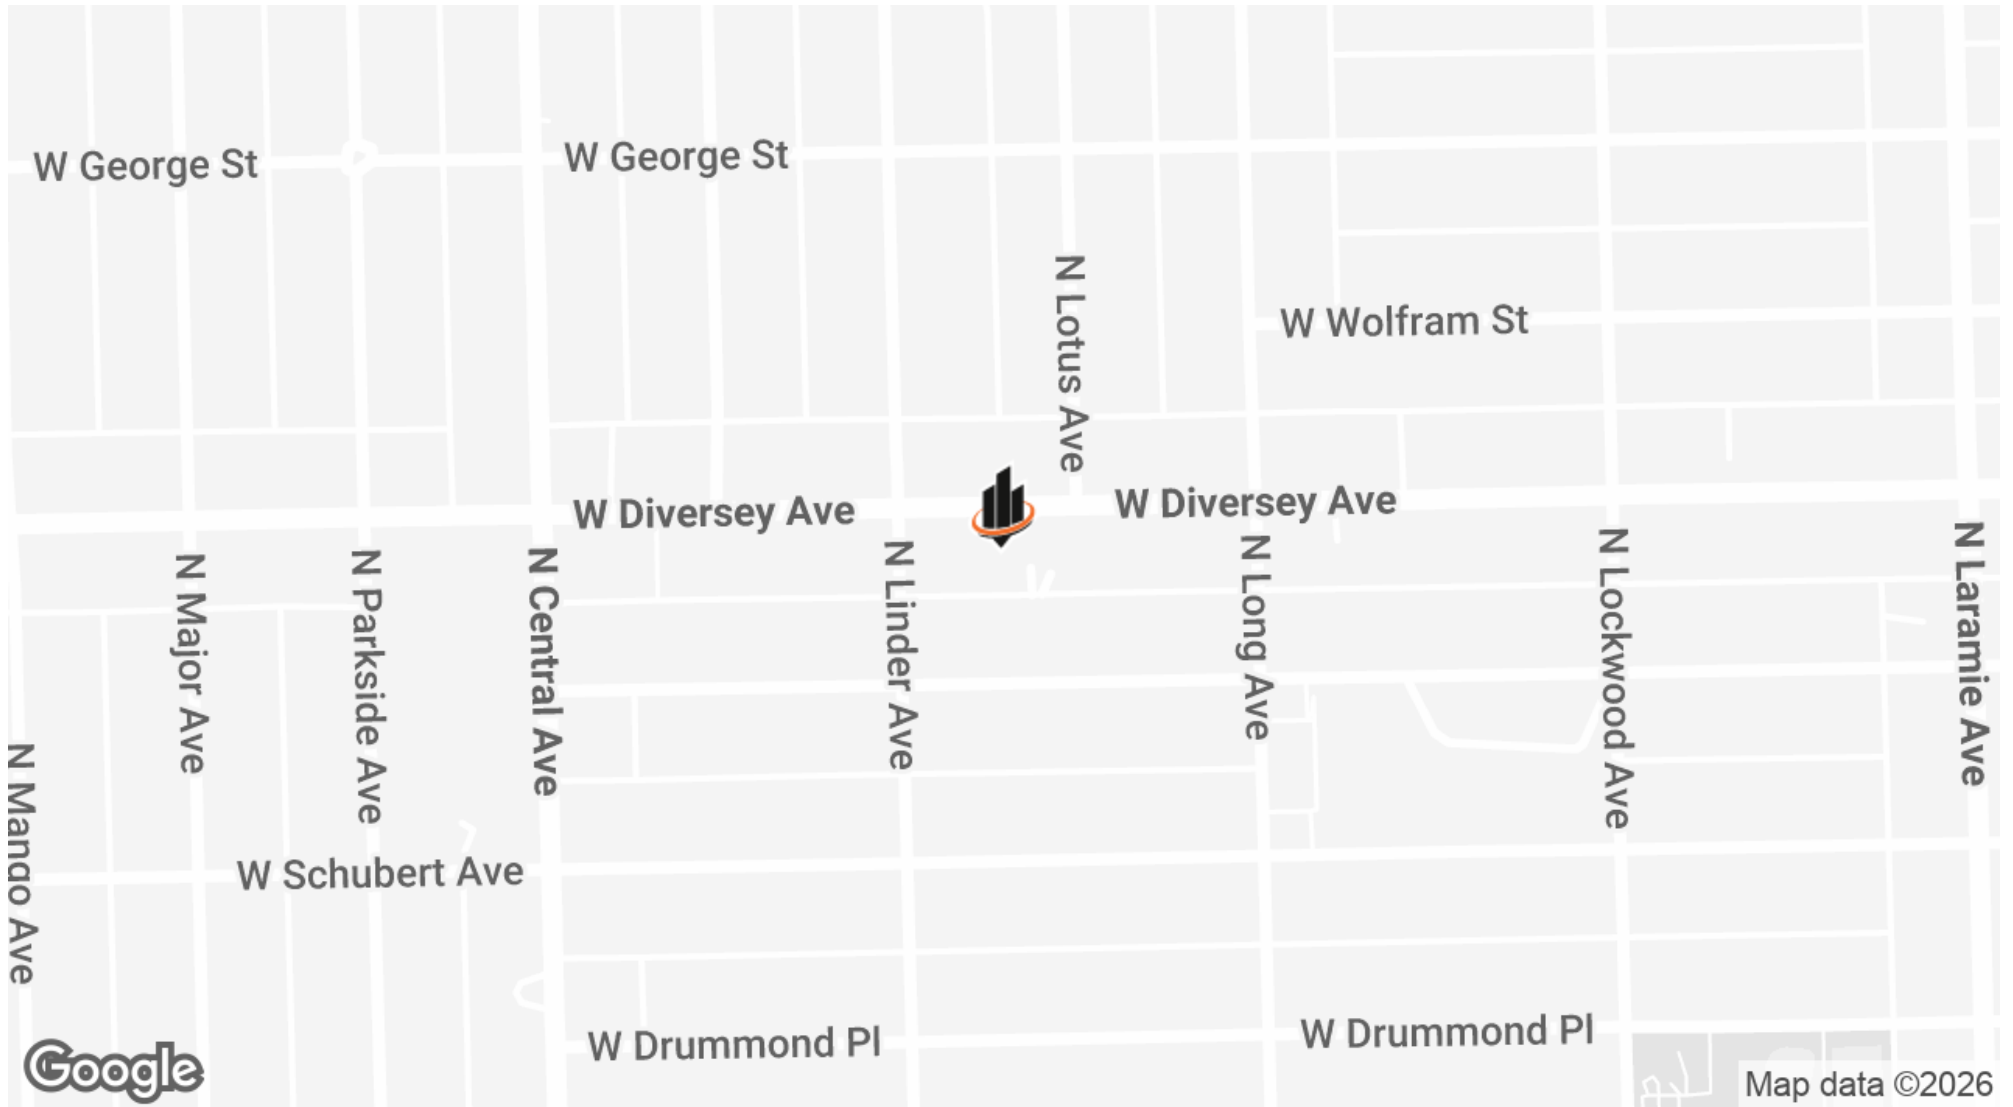 W George St
W George St
N Lotus Ave
W Wolfram St
W Diversey Ave
W Diversey Ave
N Major Ave
N Parkside Ave
N Central Ave
N Linder Ave
N Long Ave
N Lockwood Ave
N Laramie Ave
N Mango Ave
W Schubert Ave
W Drummond Pl
W Drummond Pl
Google
Map data ©2026